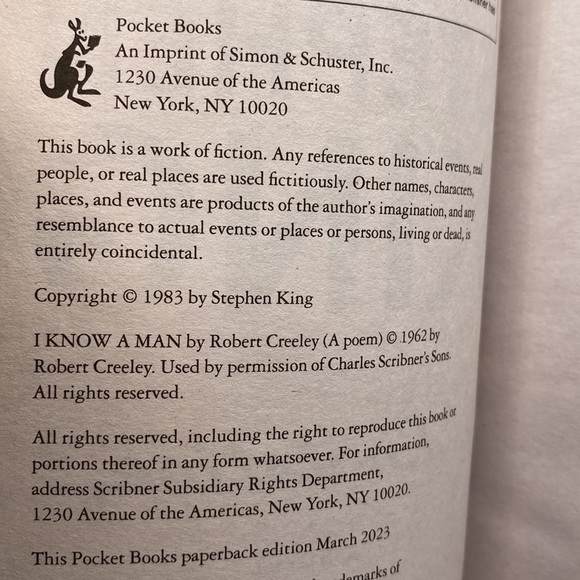 Pocket Books
An Imprint of Simon & Schuster, Inc.
1230 Avenue of the Americas
New York, NY 10020
This book is a work of fiction. Any references to historical events, real
people, or real places are used fictitiously. Other names, characters,
places, and events are products of the author's imagination, and any
resemblance to actual events or places or persons, living or dead, is
entirely coincidental.
Copyright © 1983 by Stephen King
I KNOW A MAN by Robert Creeley (A poem) © 1962 by
Robert Creeley. Used by permission of Charles Scribner's Sons.
All rights reserved.
All rights reserved, including the right to reproduce this book or
portions thereof in any form whatsoever. For information,
address Scribner Subsidiary Rights Department,
1230 Avenue of the Americas, New York, NY 10020.
This Pocket Books paperback edition March 2023
of